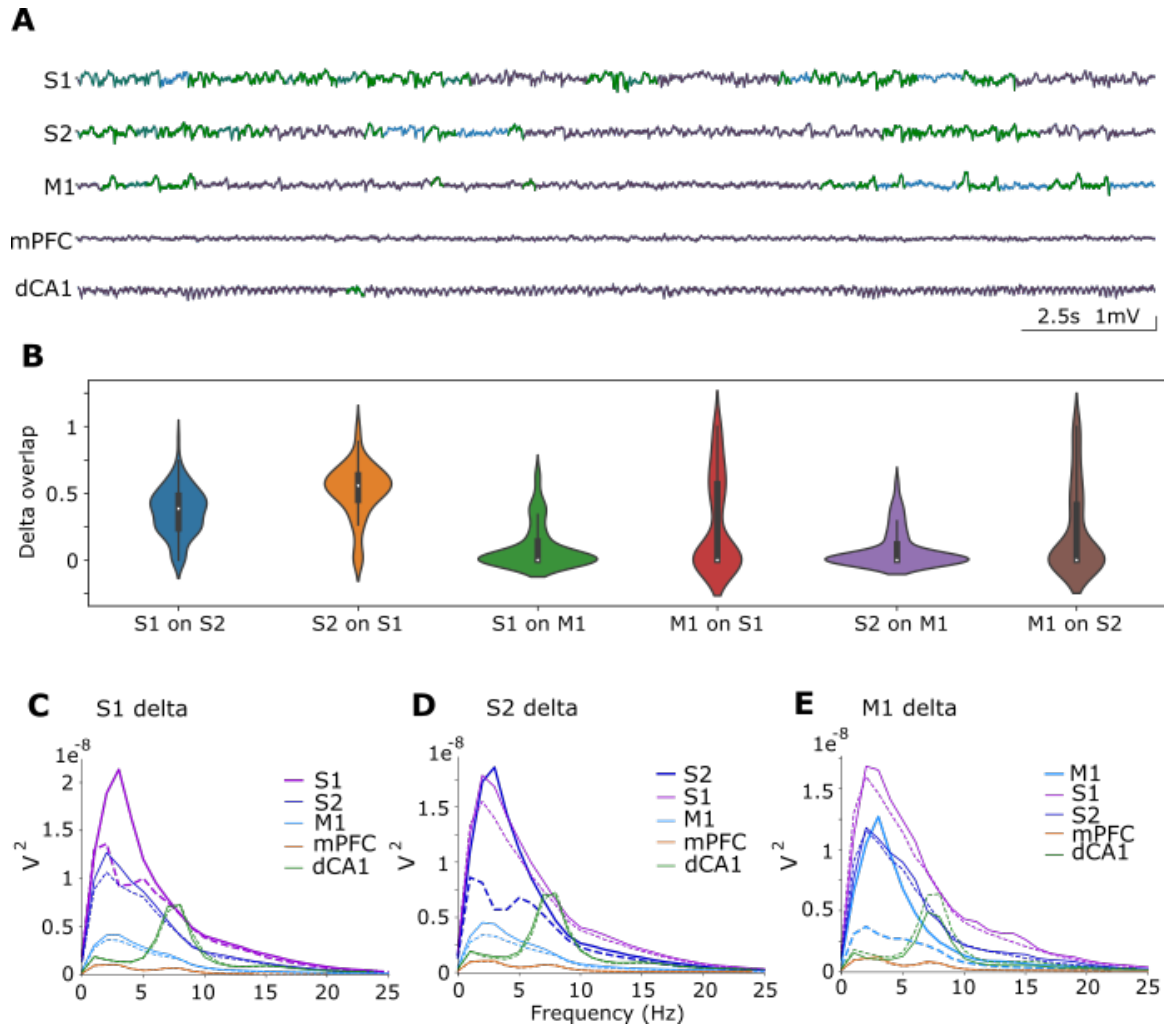 A
S1
S2
M1
mPFC
dCA1
2.5s 1mV
B
Delta overlap
1
0.5
0
S1 on S2
S2 on S1
S1 on M1
M1 on S1
S2 on M1
M1 on S2
C S1 delta
1e-8
V²
2
1.5
1
0.5
0
0 5 10 15 20 25
S1
S2
M1
mPFC
dCA1
D S2 delta
1e-8
V²
1.5
1
0.5
0
0 5 10 15 20 25
Frequency (Hz)
S2
S1
M1
mPFC
dCA1
E M1 delta
1e-8
V²
1.5
1
0.5
0
0 5 10 15 20 25
M1
S1
S2
mPFC
dCA1